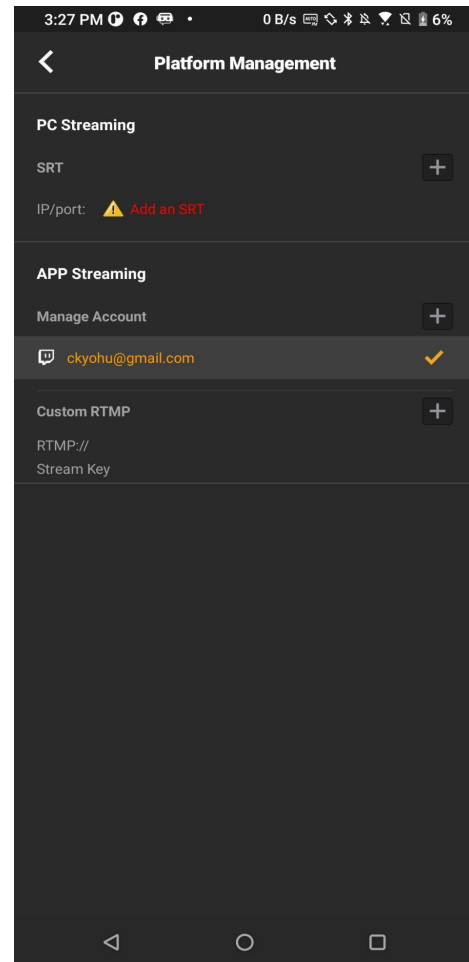 3:27 PM 0 B/s 6%
Platform Management
PC Streaming
SRT
IP/port: Add an SRT
APP Streaming
Manage Account
ckyohu@gmail.com
Custom RTMP
RTMP://
Stream Key